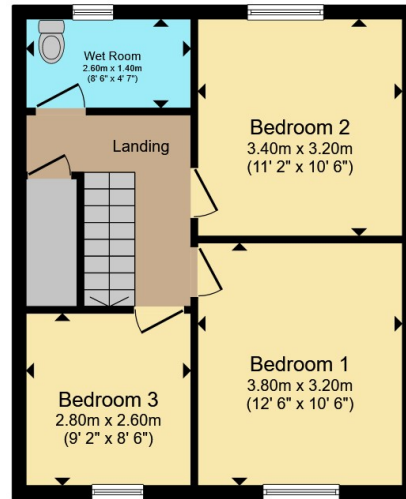 Wet Room
2.60m x 1.40m
(8' 6" x 4' 7")
Landing
Bedroom 2
3.40m x 3.20m
(11' 2" x 10' 6")
Bedroom 1
3.80m x 3.20m
(12' 6" x 10' 6")
Bedroom 3
2.80m x 2.60m
(9' 2" x 8' 6")